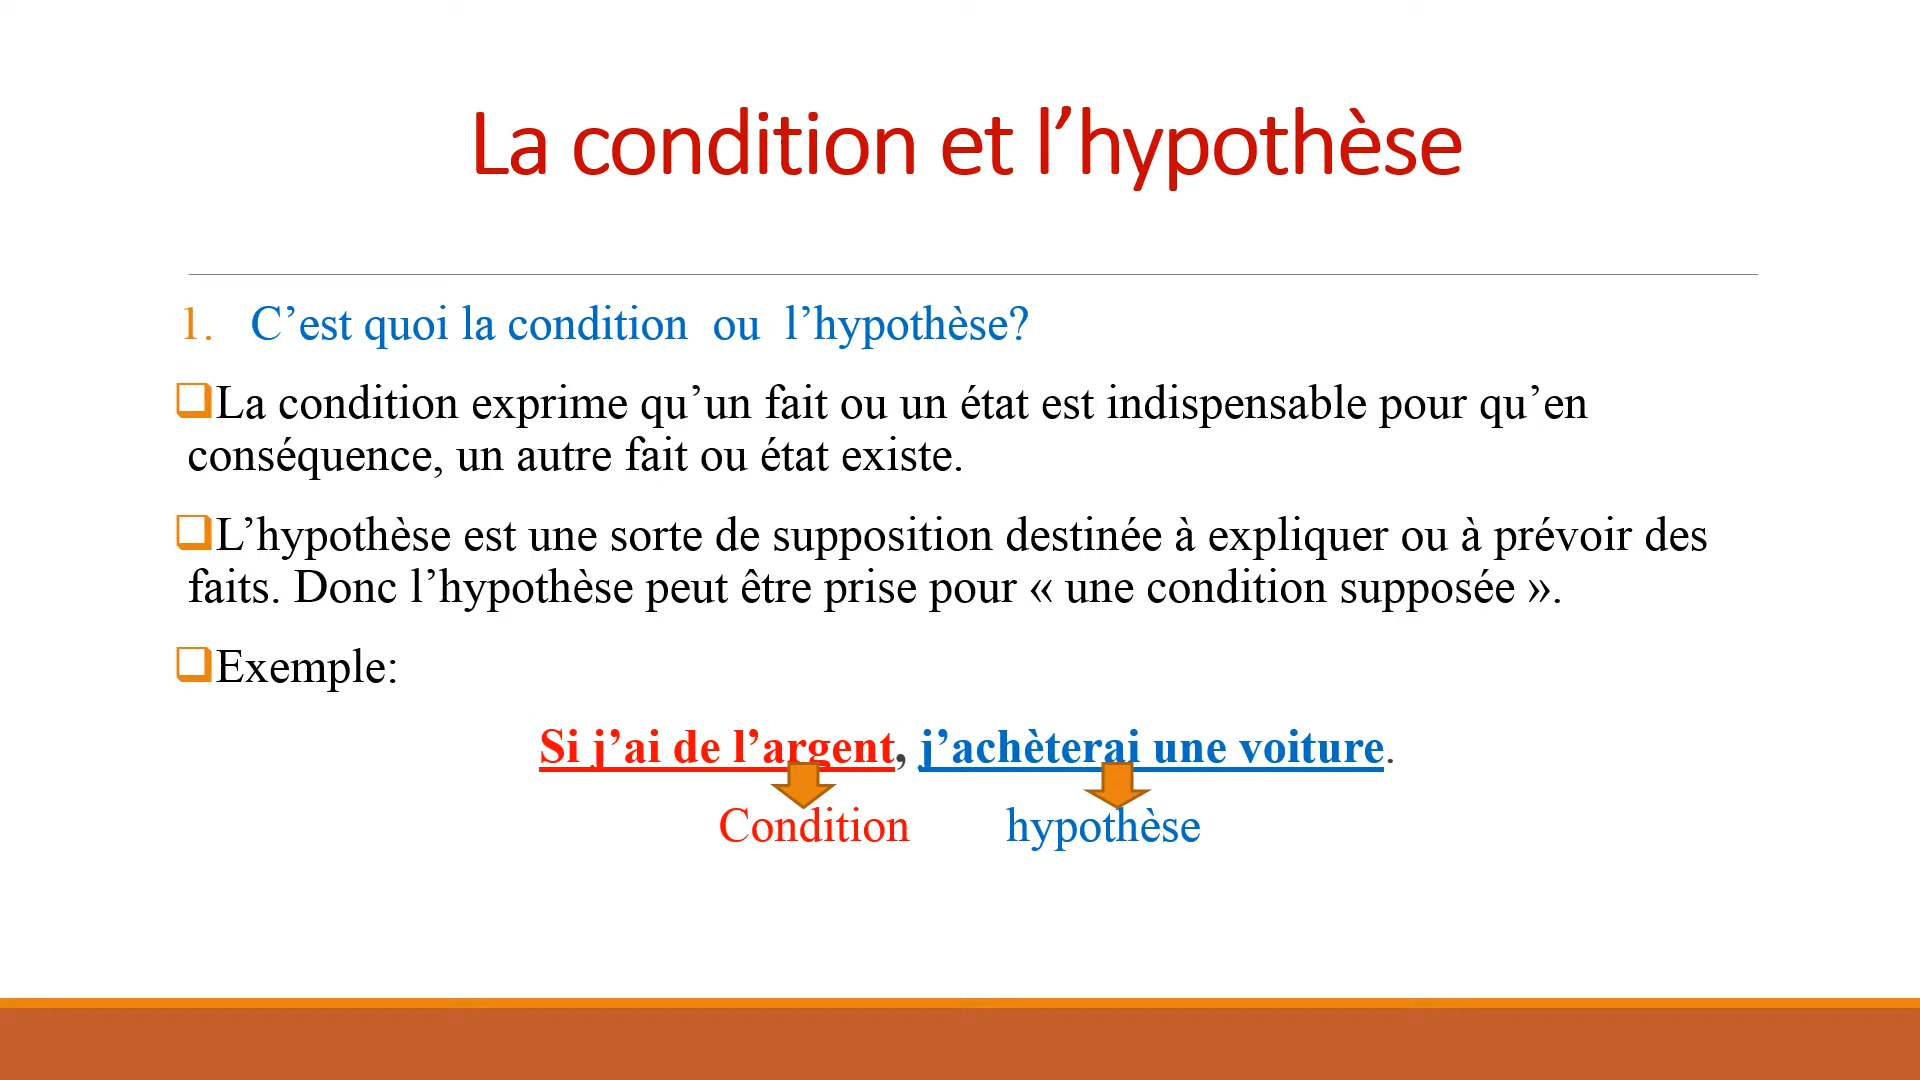 La condition et l’hypothèse
1. C’est quoi la condition ou l’hypothèse?
La condition exprime qu’un fait ou un état est indispensable pour qu’en
conséquence, un autre fait ou état existe.
L’hypothèse est une sorte de supposition destinée à expliquer ou à prévoir des
faits. Donc l’hypothèse peut être prise pour « une condition supposée ».
Exemple:
Si j’ai de l’argent, j’achèterai une voiture.
Condition hypothèse